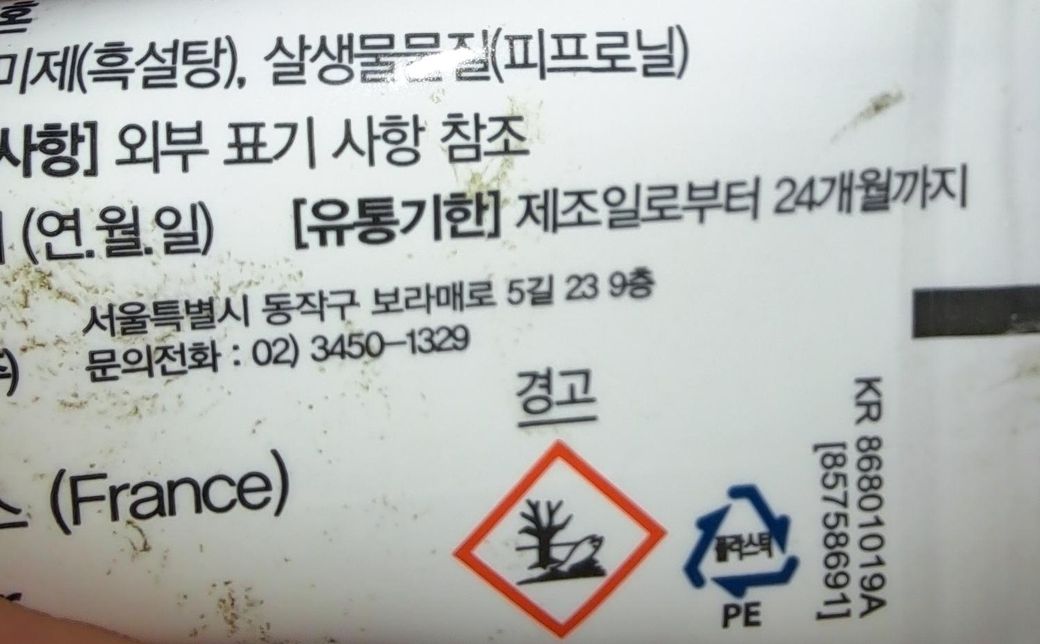 혼
미제(흑설탕), 살생물물질(피프로닐)
사항] 외부 표기 사항 참조
(연.월.일) [유통기한] 제조일로부터 24개월까지
서울특별시 동작구 보라매로 5길 23 9층
문의전화 : 02) 3450-1329
경고
스 (France)
플라스틱
PE
KR 86801019A
[85758691]